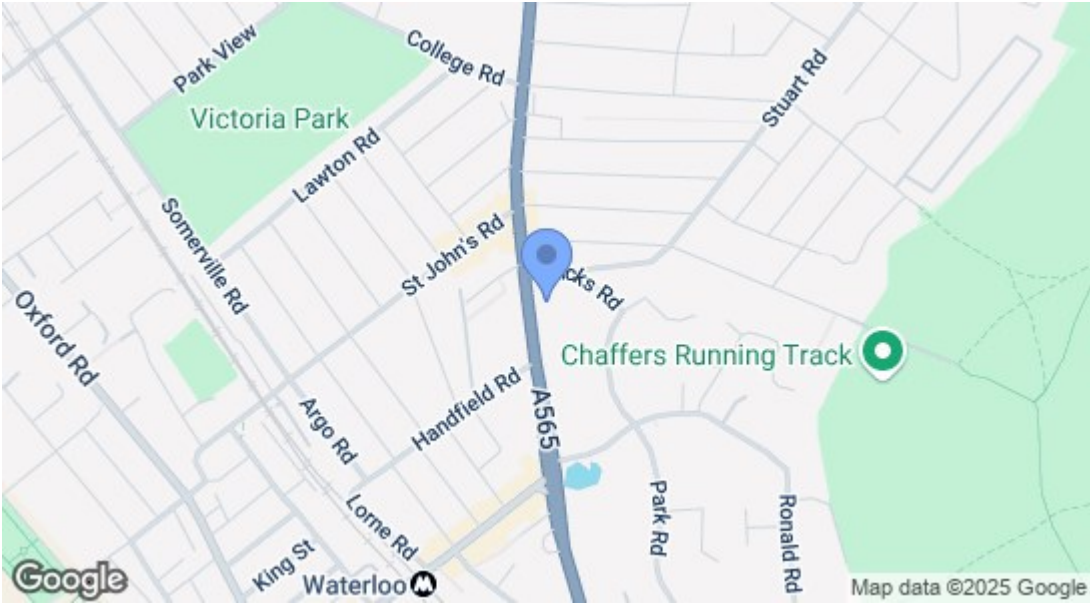 Park View
College Rd
Stuart Rd
Victoria Park
Lawton Rd
St John's Rd
Somerville Rd
Oxford Rd
Chaffers Running Track
Handfield Rd
A565
Argo Rd
Lorne Rd
Park Rd
Ronald Rd
King St
Waterloo
Google
Map data ©2025 Google